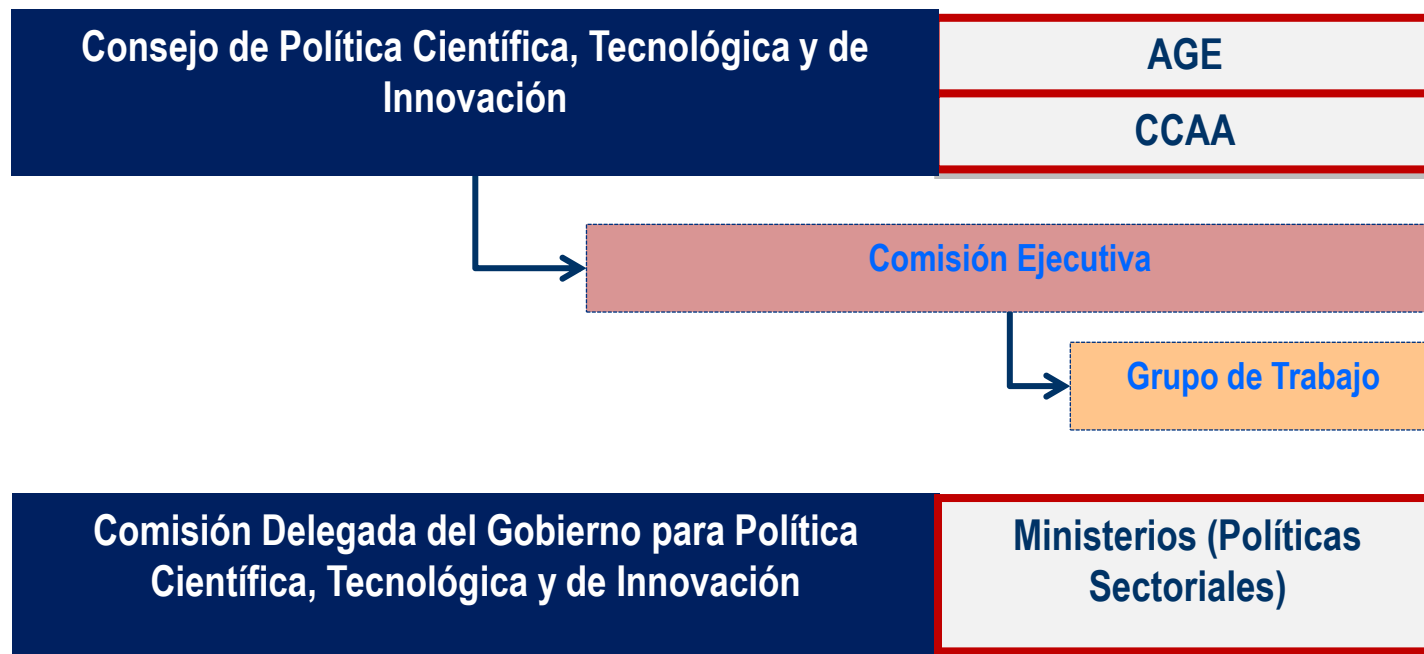 Consejo de Política Científica, Tecnológica y de
Innovación
AGE
CCAA
Comisión Ejecutiva
Grupo de Trabajo
Comisión Delegada del Gobierno para Política
Científica, Tecnológica y de Innovación
Ministerios (Políticas
Sectoriales)